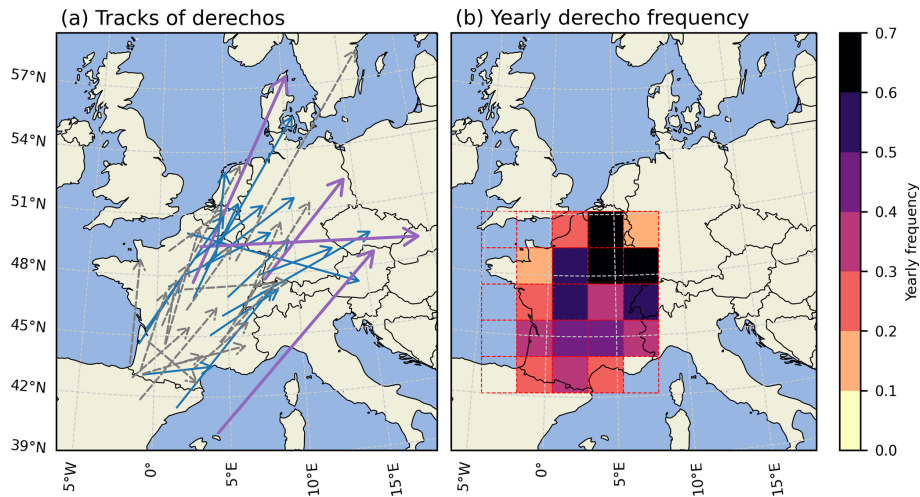 (a) Tracks of derechos
(b) Yearly derecho frequency
57°N
54°N
51°N
48°N
45°N
42°N
39°N
5°W
0°
5°E
10°E
15°E
5°W
0°
5°E
10°E
15°E
0.7
0.6
0.5
0.4
0.3
0.2
0.1
0.0
Yearly frequency